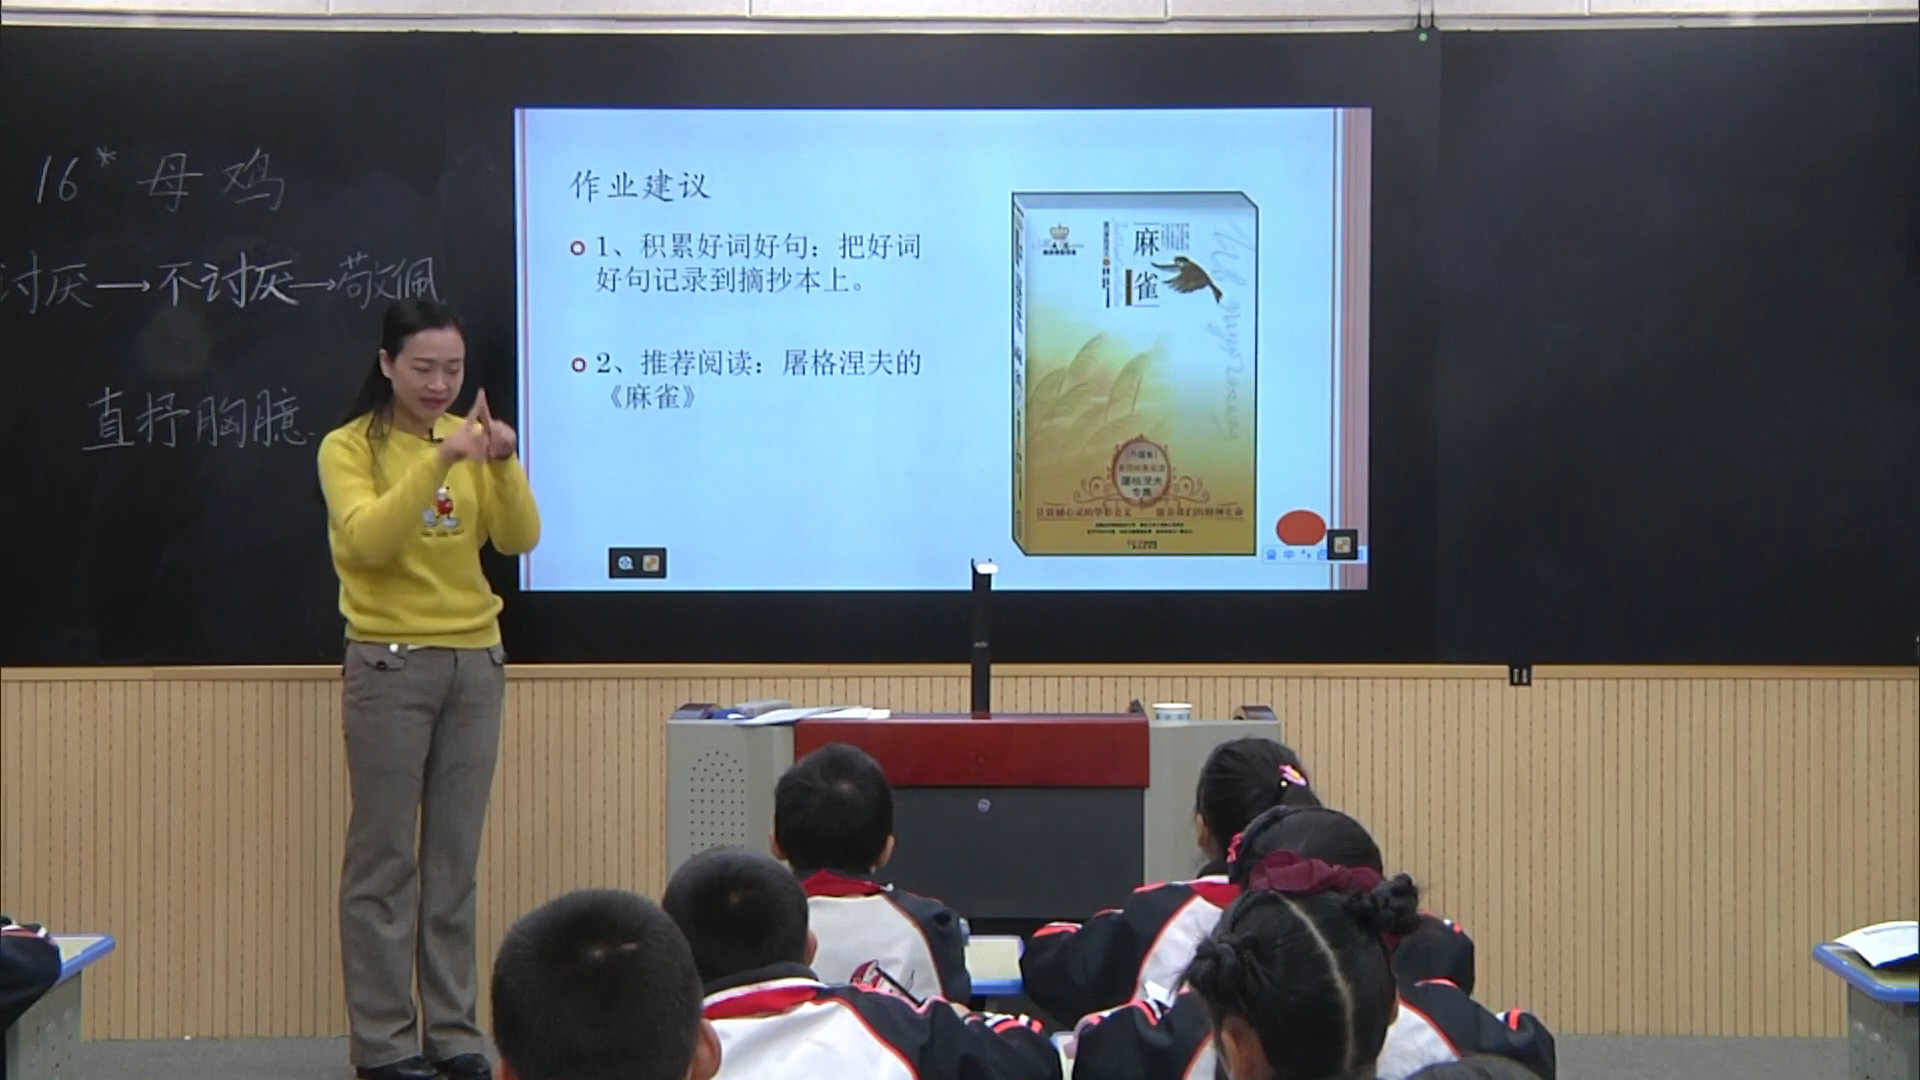 16* 母鸡
讨厌→不讨厌→敬佩
直抒胸臆
作业建议
1、积累好词好句：把好词
好句记录到摘抄本上。
2、推荐阅读：屠格涅夫的
《麻雀》
麻
雀
屠格涅夫
专集